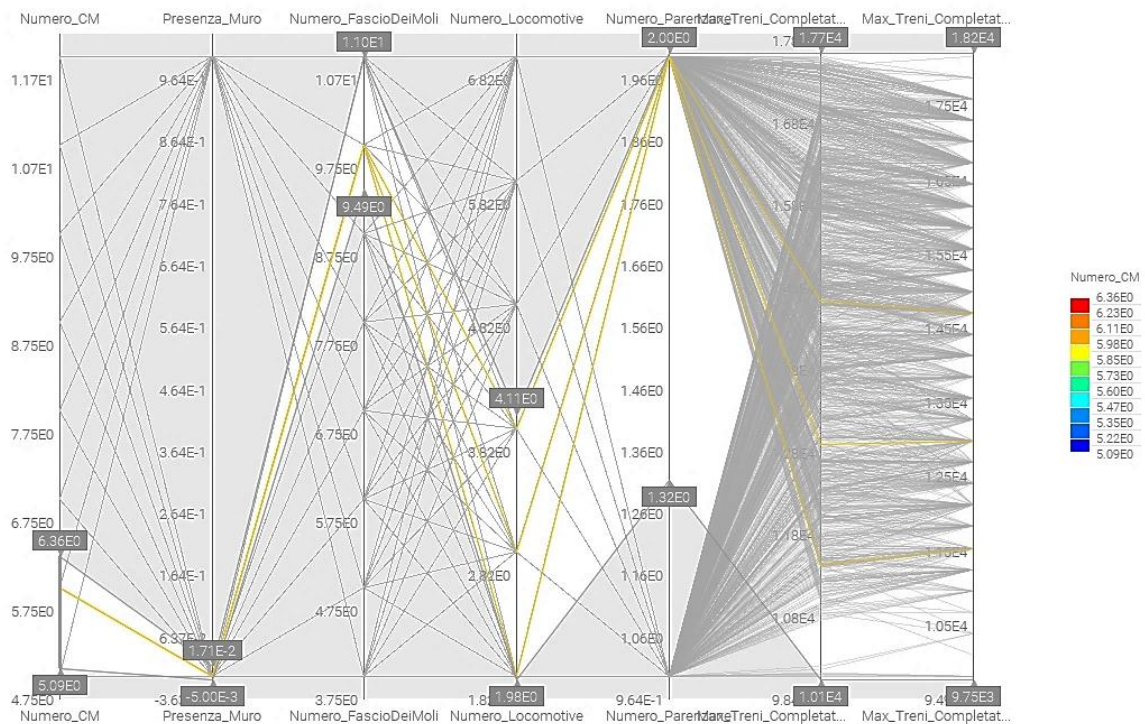 Numero_CM
Presenza_Muro
Numero_FascioDeiMoli
Numero_Locomotive
Numero_Paren
Max_Treni_Completat...
Max_Treni_Completat...
1.10E1
2.00E0
1.77E4
1.82E4
1.17E1
9.64E-1
1.07E1
6.82E0
1.96E0
1.75E4
1.68E4
8.64E-1
1.86E0
1.07E1
9.75E0
7.64E-1
9.49E0
5.82E0
1.76E0
9.75E0
6.64E-1
8.75E0
1.66E0
1.55E4
8.75E0
5.64E-1
7.75E0
4.82E0
1.56E0
1.45E4
4.64E-1
4.11E0
1.46E0
1.35E4
7.75E0
3.64E-1
6.75E0
3.82E0
1.36E0
1.25E4
6.75E0
2.64E-1
5.75E0
1.32E0
1.26E0
6.36E0
1.18E4
1.15E4
1.64E-1
2.82E0
1.16E0
5.75E0
4.75E0
1.08E4
1.05E4
6.37E-2
1.71E-2
1.06E0
5.09E0
4.75E0
-5.00E-3
3.75E0
1.98E0
9.64E-1
1.01E4
9.75E3
Numero_CM
Presenza_Muro
Numero_FascioDeiMoli
Numero_Locomotive
Numero_Paren
Max_Treni_Completat...
Max_Treni_Completat...
Numero_CM
6.36E0
6.23E0
6.11E0
5.98E0
5.85E0
5.73E0
5.60E0
5.47E0
5.35E0
5.22E0
5.09E0